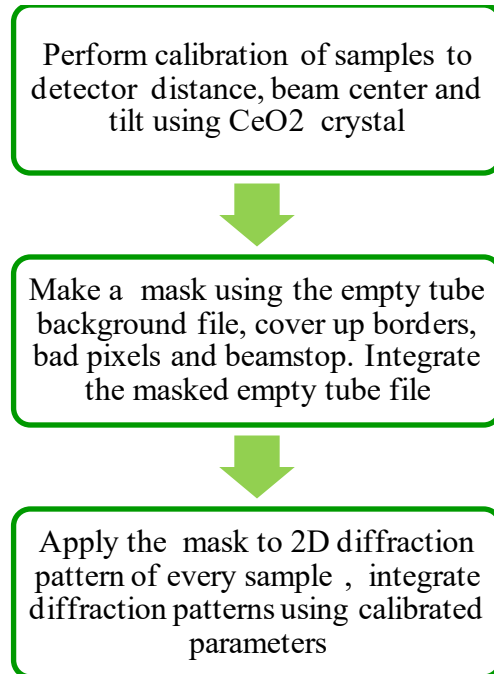 Perform calibration of samples to
detector distance, beam center and
tilt using CeO2 crystal
Make a mask using the empty tube
background file, cover up borders,
bad pixels and beamstop. Integrate
the masked empty tube file
Apply the mask to 2D diffraction
pattern of every sample , integrate
diffraction patterns using calibrated
parameters